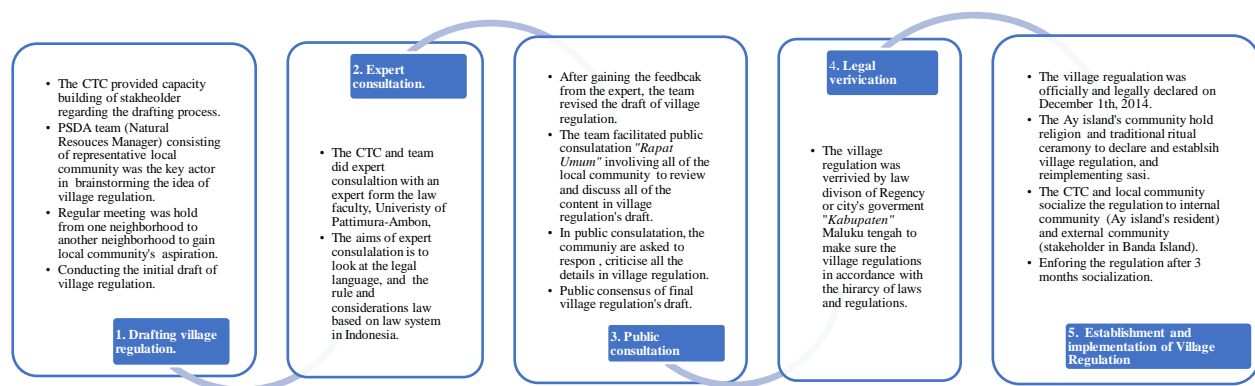 • The CTC provided capacity
building of stakheolder
regarding the drafting process.
• PSDA team (Natural
Resouces Manager) consisting
of representative local
community was the key actor
in brainstorming the idea of
village regulation.
• Regular meeting was hold
from one neighborhood to
another neighborhood to gain
local community's aspiration.
• Conducting the initial draft of
village regulation.
1. Drafting village
regulation.
2. Expert
consultation.
• The CTC and team
did expert
consulaltion with an
expert form the law
faculty, Univeristy of
Pattimura-Ambon,
• The aims of expert
consulalation is to
look at the legal
language, and the
rule and
considerations law
based on law system
in Indonesia.
• After gaining the feedbcak
from the expert, the team
revised the draft of village
regulation.
• The team facilitated public
consulatation "Rapat
Umum" involiving all of the
local community to review
and discuss all of the
content in village
regulation's draft.
• In public consulatation, the
communiy are asked to
respon , criticise all the
details in village regulation.
• Public consensus of final
village regulation's draft.
3. Public
consultation
4. Legal
verivication
• The village
regulation was
verrivied by law
divison of Regency
or city's goverment
"Kabupaten"
Maluku tengah to
make sure the
village regulations
in accordance with
the hirarcy of laws
and regulations.
• The village regualation was
officially and legally declared on
December 1th, 2014.
• The Ay island's community hold
religion and traditional ritual
ceramony to declare and establsih
village regulation, and
reimplementing sasi.
• The CTC and local community
socialize the regulation to internal
community (Ay island's resident)
and external community
(stakeholder in Banda Island).
• Enforing the regulation after 3
months socialization.
5. Establishment and
implementation of Village
Regulation